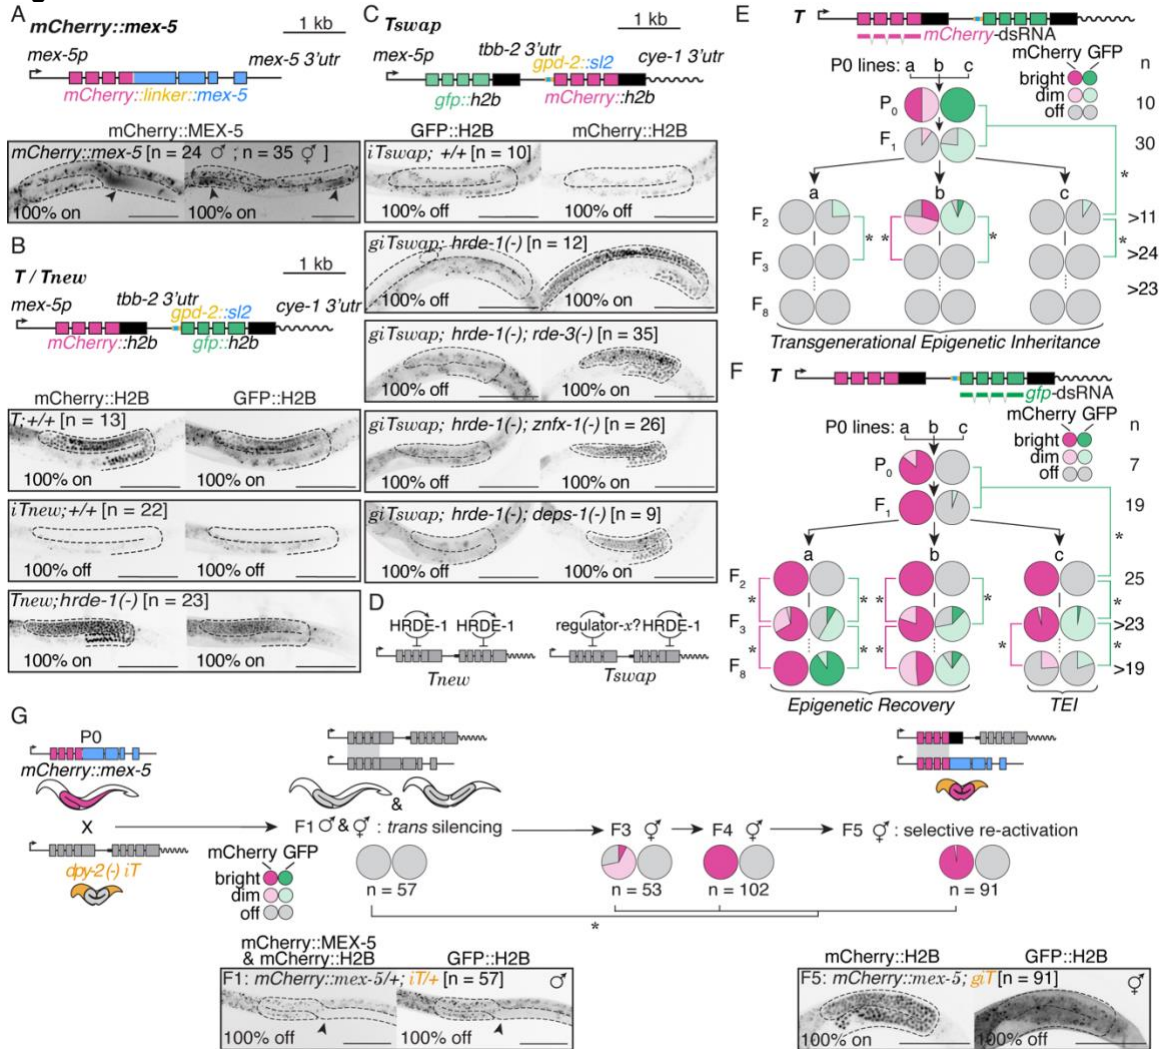 A
mCherry::mex-5
1 kb
mex-5p
mex-5 3'utr
mCherry::linker::mex-5
mCherry::MEX-5
mCherry::mex-5 [n = 24 ♂ ; n = 35 ⚥ ]
100% on
100% on
B
T / Tnew
1 kb
mex-5p
tbb-2 3'utr
gpd-2::sl2
cye-1 3'utr
mCherry::h2b
gfp::h2b
mCherry::H2B
GFP::H2B
T;+/+ [n = 13]
100% on
100% on
iTnew;+/+ [n = 22]
100% off
100% off
Tnew;hrde-1(-) [n = 23]
100% on
100% on
C
Tswap
1 kb
mex-5p
tbb-2 3'utr
gpd-2::sl2
cye-1 3'utr
gfp::h2b
mCherry::h2b
GFP::H2B
mCherry::H2B
iTswap; +/+ [n = 10]
100% off
100% off
giTswap; hrde-1(-) [n = 12]
100% off
100% on
giTswap; hrde-1(-); rde-3(-) [n = 35]
100% off
100% on
giTswap; hrde-1(-); znfx-1(-) [n = 26]
100% off
100% on
giTswap; hrde-1(-); deps-1(-) [n = 9]
100% off
100% on
D
HRDE-1
HRDE-1
Tnew
regulator-x?
HRDE-1
Tswap
E
T
mCherry-dsRNA
P0 lines:
a
b
c
mCherry
GFP
bright
dim
off
n
P0
10
F1
30
a
b
c
F2
>11
*
*
*
*
*
F3
>24
>23
F8
Transgenerational Epigenetic Inheritance
F
T
gfp-dsRNA
P0 lines:
a
b
c
mCherry
GFP
bright
dim
off
n
P0
7
F1
19
*
a
b
c
F2
25
*
*
*
*
*
F3
>23
*
*
*
*
*
F8
>19
Epigenetic Recovery
TEI
G
P0
mCherry::mex-5
X
dpy-2(-) iT
mCherry
GFP
bright
dim
off
&
F1 ♂ & ⚥ : trans silencing
n = 57
F3 ⚥
n = 53
F4 ⚥
n = 102
F5 ⚥ : selective re-activation
n = 91
*
mCherry::MEX-5
& mCherry::H2B
GFP::H2B
F1: mCherry::mex-5/+; iT/+ [n = 57]
♂
100% off
100% off
mCherry::H2B
GFP::H2B
F5: mCherry::mex-5; giT [n = 91]
⚥
100% on
100% off